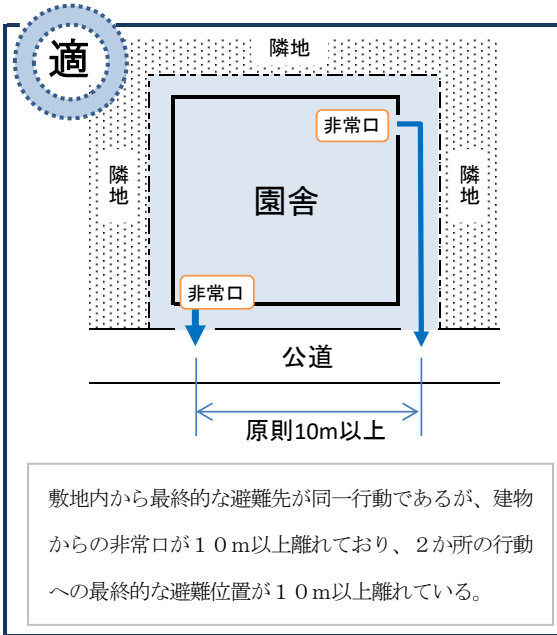 適
隣地
非常口
隣地
隣地
園舎
非常口
公道
原則10m以上
敷地内から最終的な避難先が同一行動であるが、建物
からの非常口が１０ｍ以上離れており、２か所の行動
への最終的な避難位置が１０ｍ以上離れている。